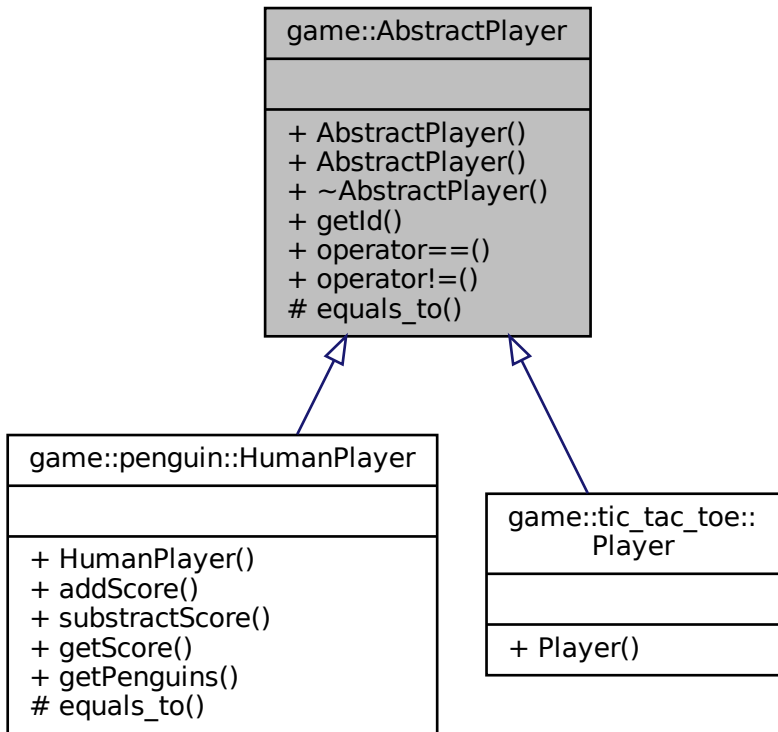 game::AbstractPlayer
+ AbstractPlayer()
+ AbstractPlayer()
+ ~AbstractPlayer()
+ getId()
+ operator==()
+ operator!=()
# equals_to()
game::penguin::HumanPlayer
+ HumanPlayer()
+ addScore()
+ substractScore()
+ getScore()
+ getPenguins()
# equals_to()
game::tic_tac_toe::
Player
+ Player()